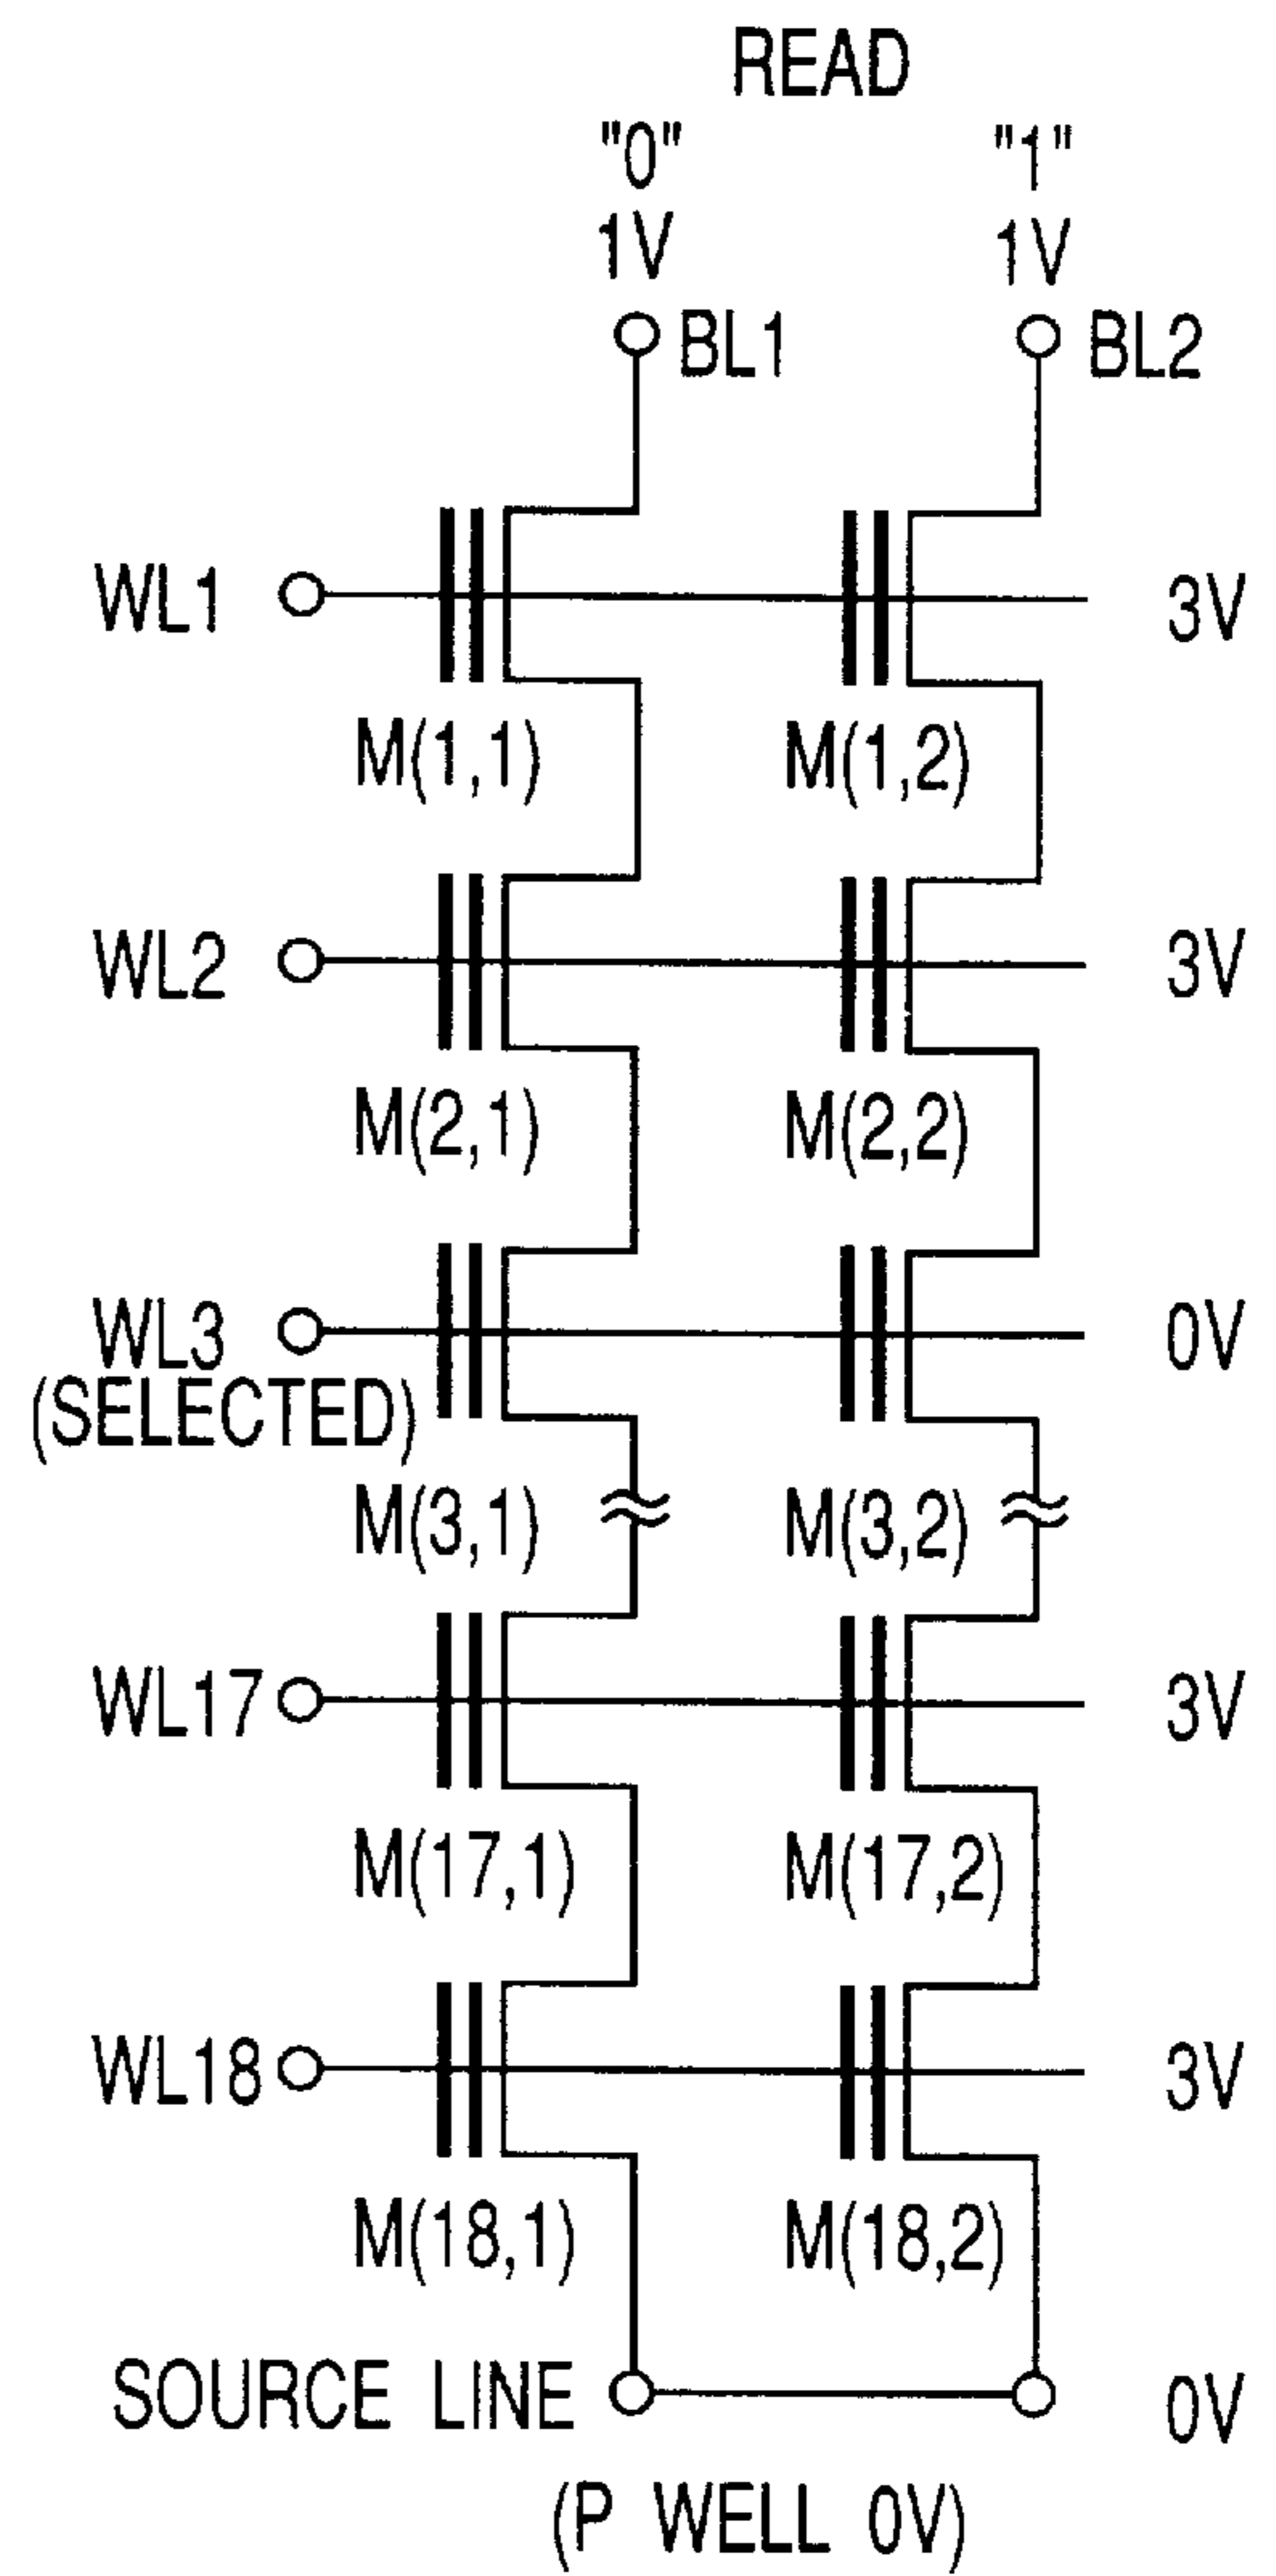 READ
"0" "1"
1V 1V
BL1 BL2
WL1 3V
M(1,1) M(1,2)
WL2 3V
M(2,1) M(2,2)
WL3 0V
(SELECTED)
M(3,1) M(3,2)
WL17 3V
M(17,1) M(17,2)
WL18 3V
M(18,1) M(18,2)
SOURCE LINE 0V
(P WELL 0V)